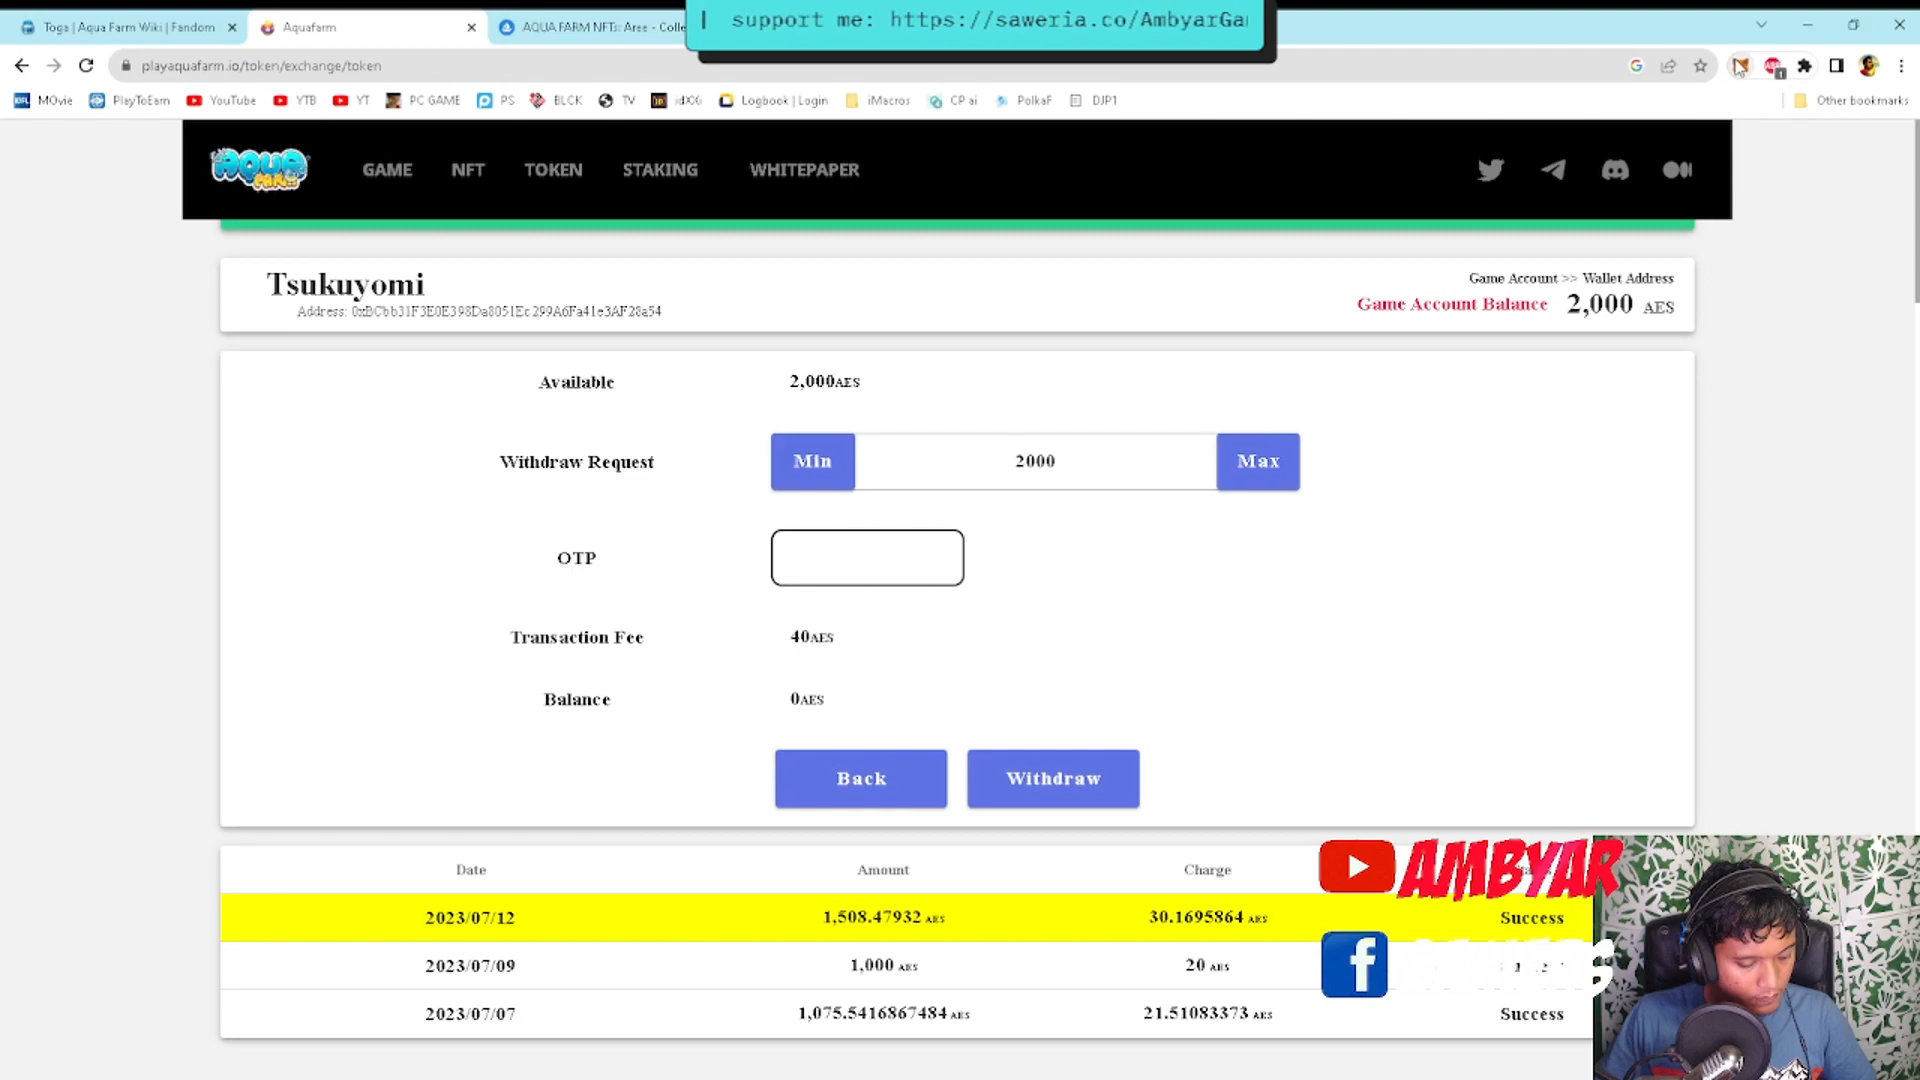 support me: https://saweria.co/AmbyarGa
Toga | Aqua Farm Wiki | Fandom
Aquafarm
AQUA FARM NFTs: Aree - Colle
playaquafarm.io/token/exchange/token
MOvie
PlayToEarn
YouTube
YTB
YT
PC GAME
PS
BLCK
TV
idXXG
Logbook | Login
iMacros
CP ai
PolkaF
DJP1
Other bookmarks
AQUA FARM
GAME
NFT
TOKEN
STAKING
WHITEPAPER
Tsukuyomi
Address: 0xBCbb31F3E0E398Da8051Ec299A6Fa41e3AF28a54
Game Account >> Wallet Address
Game Account Balance 2,000 AES
Available 2,000AES
Withdraw Request Min 2000 Max
OTP
Transaction Fee 40AES
Balance 0AES
Back Withdraw
Date Amount Charge
2023/07/12 1,508.47932 AES 30.1695864 AES Success
2023/07/09 1,000 AES 20 AES
2023/07/07 1,075.5416867484 AES 21.51083373 AES Success
AMBYAR